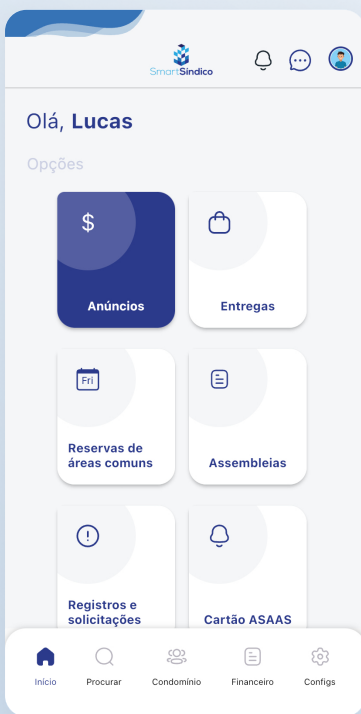 SmartSíndico
Olá, Lucas
Opções
$
Anúncios
Entregas
Fri
Reservas de
áreas comuns
Assembleias
Registros e
solicitações
Cartão ASAAS
Início
Procurar
Condomínio
Financeiro
Configs